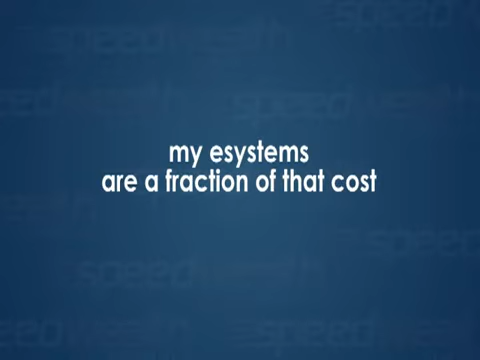 my esystems
are a fraction of that cost